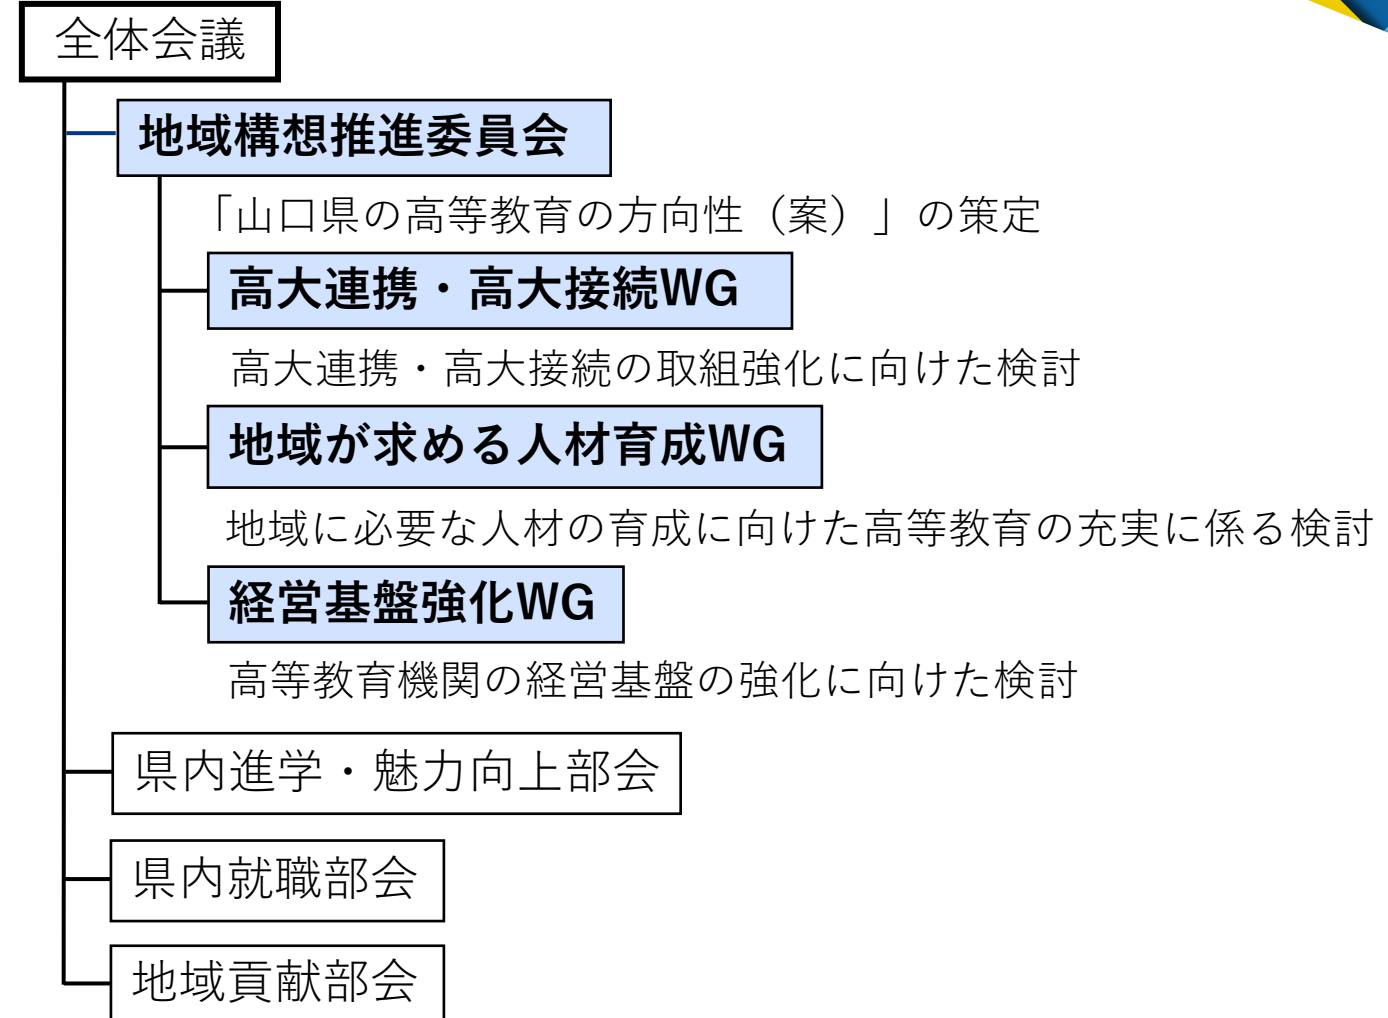 全体会議
地域構想推進委員会
「山口県の高等教育の方向性（案）」の策定
高大連携・高大接続WG
高大連携・高大接続の取組強化に向けた検討
地域が求める人材育成WG
地域に必要な人材の育成に向けた高等教育の充実に係る検討
経営基盤強化WG
高等教育機関の経営基盤の強化に向けた検討
県内進学・魅力向上部会
県内就職部会
地域貢献部会